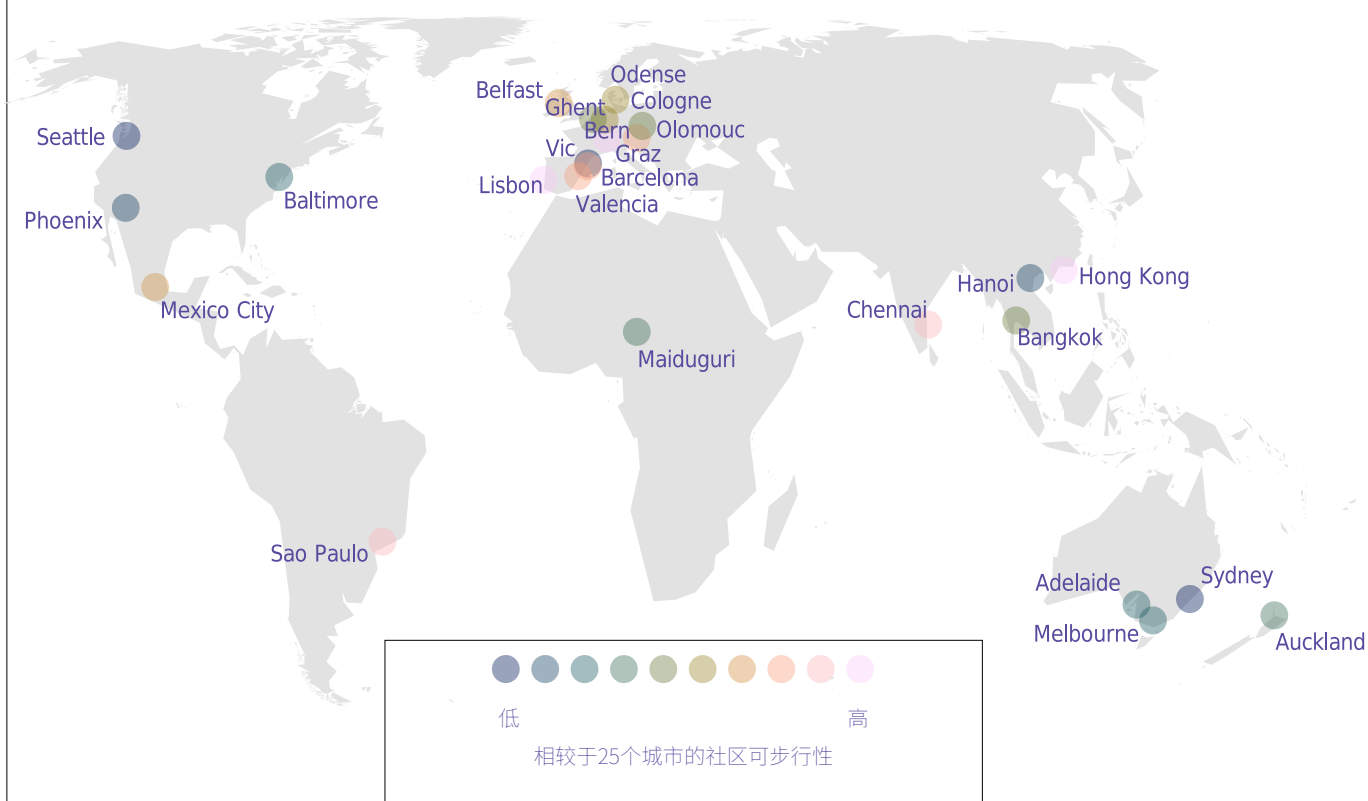 Odense
Belfast
Ghent
Cologne
Seattle
Bern
Olomouc
Vic
Graz
Lisbon
Barcelona
Baltimore
Valencia
Phoenix
Hanoi
Hong Kong
Mexico City
Chennai
Bangkok
Maiduguri
Sao Paulo
Adelaide
Sydney
Melbourne
Auckland
低
高
相较于25个城市的社区可步行性